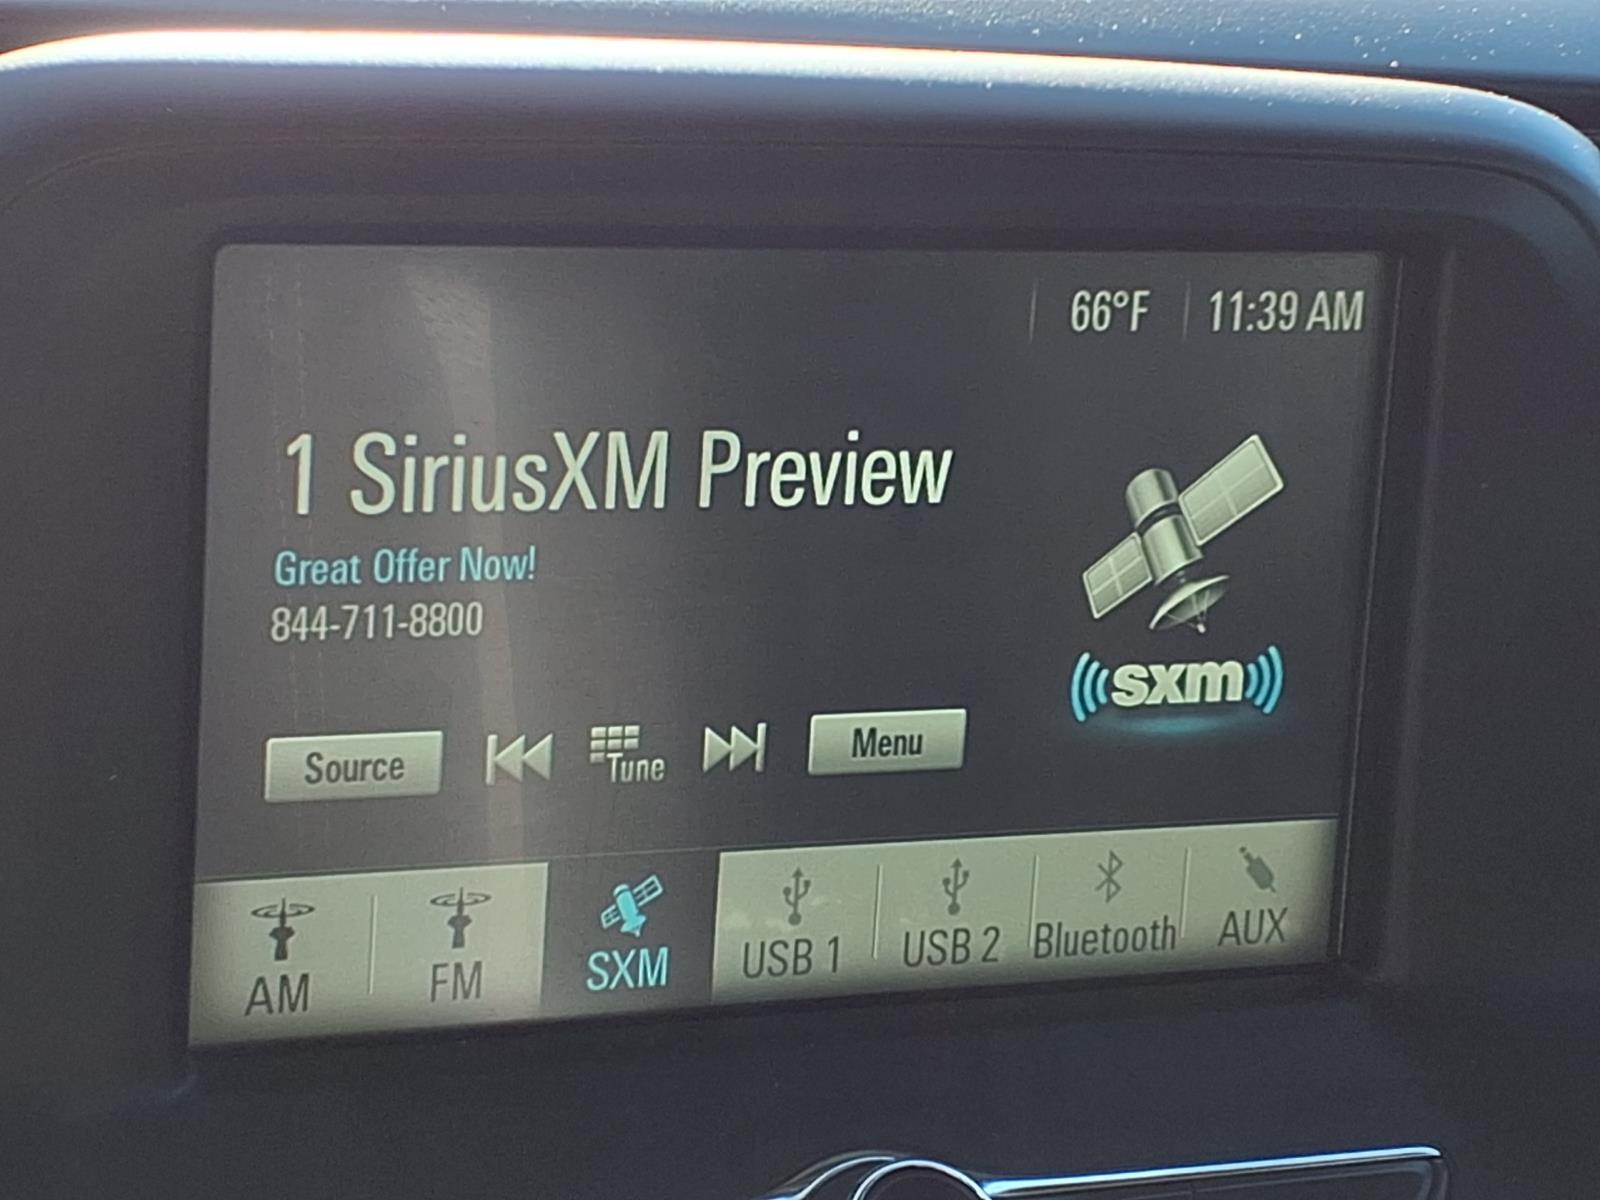 66°F 11:39 AM
1 SiriusXM Preview
Great Offer Now!
844-711-8800
sxm
Source Tune Menu
AM FM SXM USB 1 USB 2 Bluetooth AUX